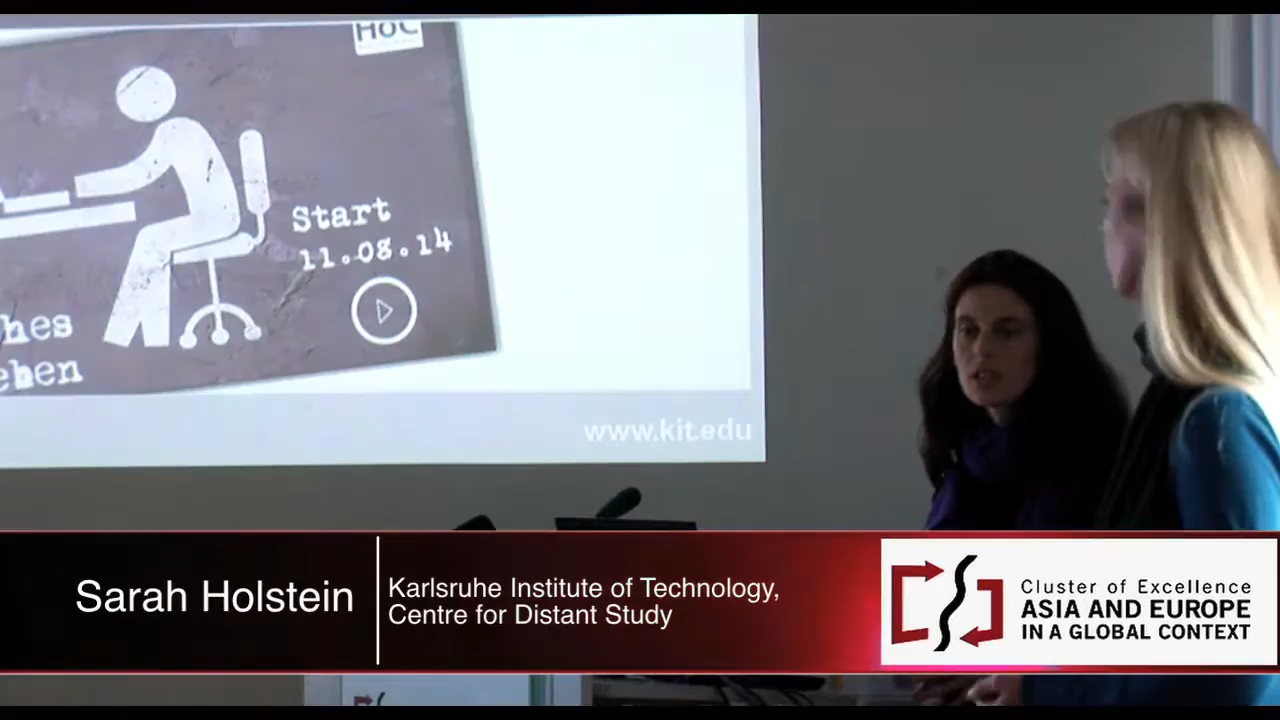 HOC
Start
11.08.14
hes
eben
www.kit.edu
Sarah Holstein
Karlsruhe Institute of Technology,
Centre for Distant Study
Cluster of Excellence
ASIA AND EUROPE
IN A GLOBAL CONTEXT